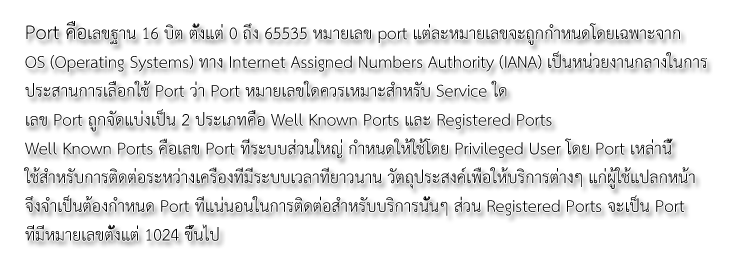 Port คือเลขฐาน 16 บิต ตั้งแต่ 0 ถึง 65535 หมายเลข port แต่ละหมายเลขจะถูกกำหนดโดยเฉพาะจาก
OS (Operating Systems) ทาง Internet Assigned Numbers Authority (IANA) เป็นหน่วยงานกลางในการ
ประสานการเลือกใช้ Port ว่า Port หมายเลขใดควรเหมาะสำหรับ Service ใด
เลข Port ถูกจัดแบ่งเป็น 2 ประเภทคือ Well Known Ports และ Registered Ports
Well Known Ports คือเลข Port ที่ระบบส่วนใหญ่ กำหนดให้ใช้โดย Privileged User โดย Port เหล่านี้
ใช้สำหรับการติดต่อระหว่างเครื่องที่มีระบบเวลาที่ยาวนาน วัตถุประสงค์เพื่อให้บริการต่างๆ แก่ผู้ใช้แปลกหน้า
จึงจำเป็นต้องกำหนด Port ที่แน่นอนในการติดต่อสำหรับบริการนั้นๆ ส่วน Registered Ports จะเป็น Port
ที่มีหมายเลขตั้งแต่ 1024 ขึ้นไป